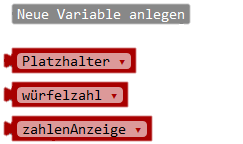 Neue Variable anlegen
Platzhalter
würfelzahl
zahlenAnzeige